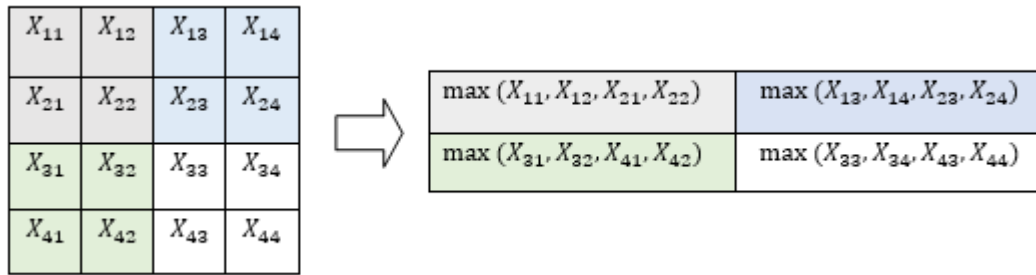 X₁₁ X₁₂ X₁₃ X₁₄
X₂₁ X₂₂ X₂₃ X₂₄
X₃₁ X₃₂ X₃₃ X₃₄
X₄₁ X₄₂ X₄₃ X₄₄
max (X₁₁, X₁₂, X₂₁, X₂₂) max (X₁₃, X₁₄, X₂₃, X₂₄)
max (X₃₁, X₃₂, X₄₁, X₄₂) max (X₃₃, X₃₄, X₄₃, X₄₄)